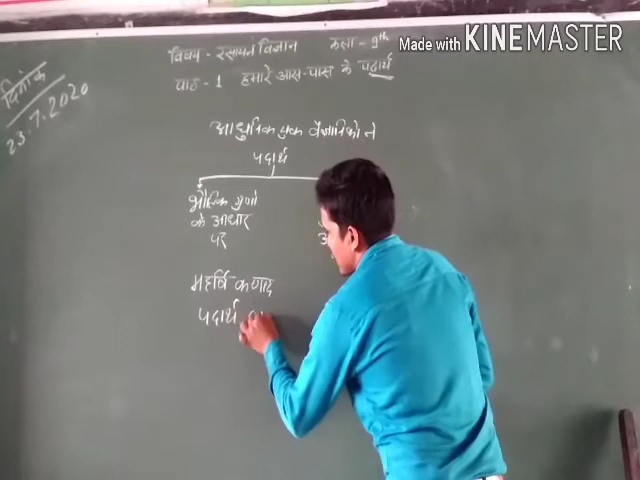 Made with KINEMASTER
विषय - रसायन विज्ञान कक्षा - 9th
पाठ - 1 हमारे आस-पास के पदार्थ
दिनांक
23.7.2020
आधुनिक वैज्ञानिको ने
पदार्थ
भौतिक गुणो
के आधार
पर
महर्षि कणाद
पदार्थ